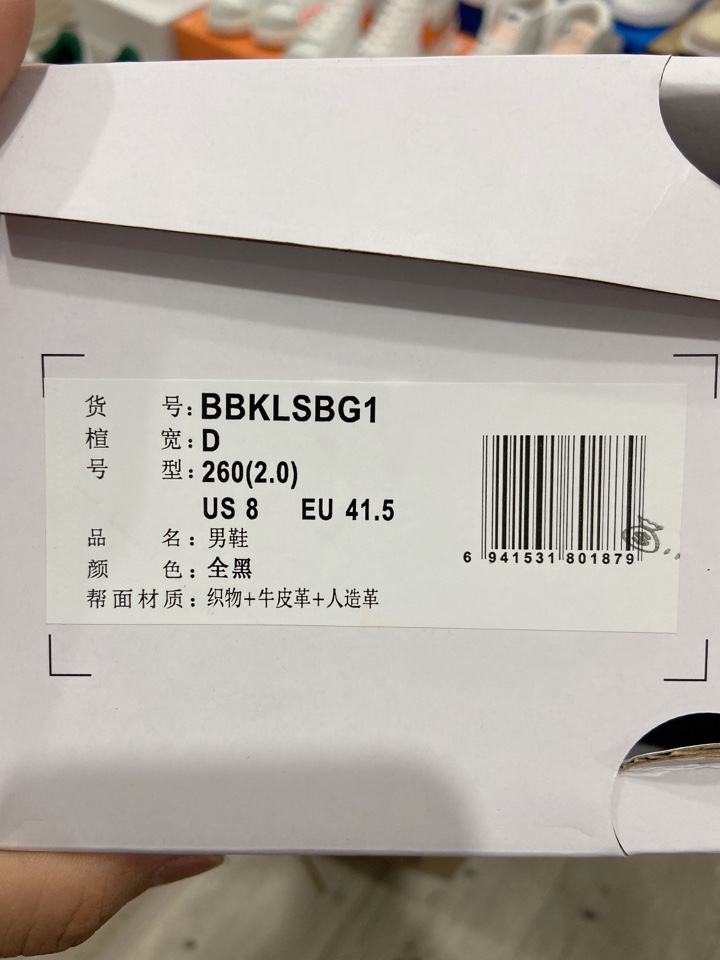 货 号: BBKLSBG1
楦 宽: D
号 型: 260(2.0)
US 8 EU 41.5
品 名: 男鞋
颜 色: 全黑
帮面材质: 织物+牛皮革+人造革
6 941531 801879